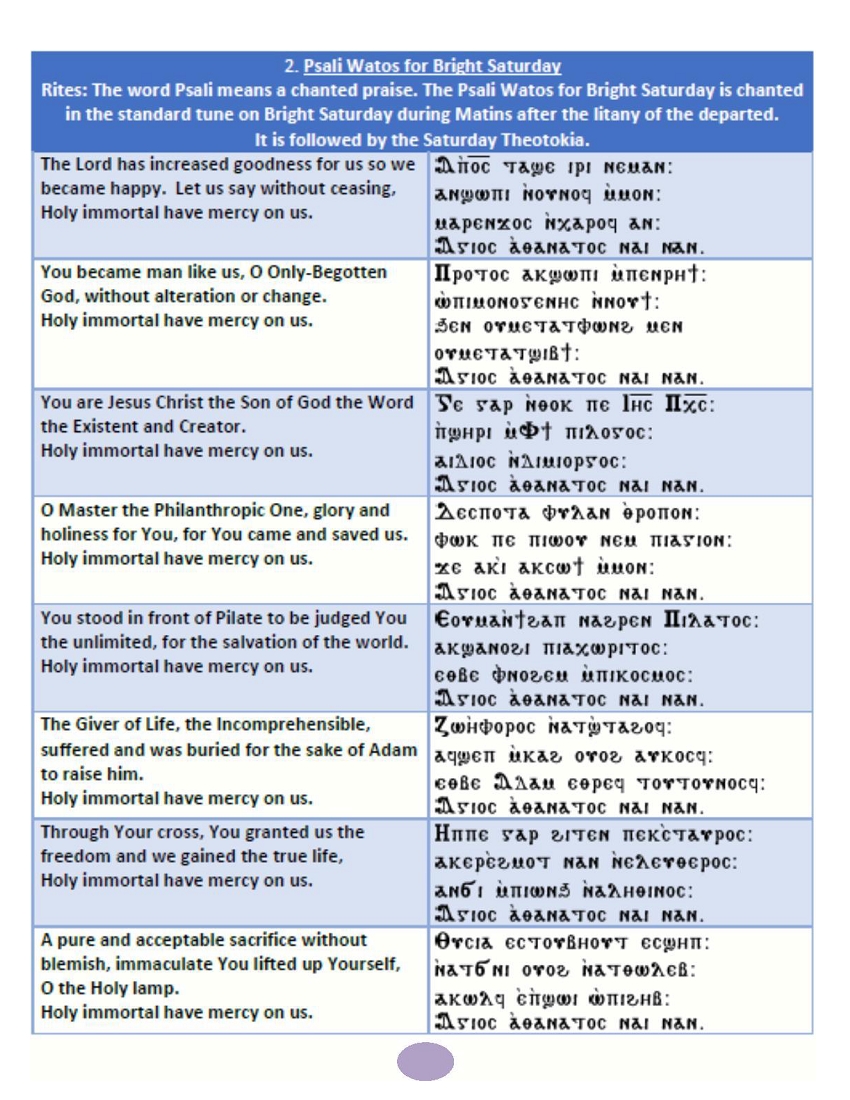 2. Psali Watos for Bright Saturday
Rites: The word Psali means a chanted praise. The Psali Watos for Bright Saturday is chanted
in the standard tune on Bright Saturday during Matins after the litany of the departed.
It is followed by the Saturday Theotokia.
The Lord has increased goodness for us so we
became happy.  Let us say without ceasing,
Holy immortal have mercy on us.
Ⲁ̀ⲡⲟ̅ⲥ̅ ⲧⲁϣⲉ ⲓⲣⲓ ⲛⲉⲙⲁⲛ:
ⲁⲛϣⲱⲡⲓ ⲛ̀ⲟⲩⲛⲟϥ ⲙ̀ⲙⲟⲛ:
ⲙⲁⲣⲉⲛϫⲟⲥ ⲛ̀ⲭⲁⲣⲟϥ ⲁⲛ:
Ⲁⲅⲓⲟⲥ ⲁ̀ⲑⲁⲛⲁⲧⲟⲥ ⲛⲁⲓ ⲛⲁⲛ.
You became man like us, O Only-Begotten
God, without alteration or change.
Holy immortal have mercy on us.
Ⲡⲣⲟⲧⲟⲥ ⲁⲕϣⲱⲡⲓ ⲙ̀ⲡⲉⲛⲣⲏϯ:
ⲱ̀ⲡⲓⲙⲟⲛⲟⲅⲉⲛⲏⲥ ⲛ̀ⲛⲟⲩϯ:
ϧⲉⲛ ⲟⲩⲙⲉⲧⲁⲧⲫⲱⲛϩ ⲙⲉⲛ
ⲟⲩⲙⲉⲧⲁⲧϣⲓⲃϯ:
Ⲁⲅⲓⲟⲥ ⲁ̀ⲑⲁⲛⲁⲧⲟⲥ ⲛⲁⲓ ⲛⲁⲛ.
You are Jesus Christ the Son of God the Word
the Existent and Creator.
Holy immortal have mercy on us.
Ⲅⲉ ⲅⲁⲣ ⲛ̀ⲑⲟⲕ ⲡⲉ Ⲓⲏ̅ⲥ̅ Ⲡⲭ̅ⲥ̅:
ⲡ̀ϣⲏⲣⲓ ⲙ̀Ⲫϯ ⲡⲓⲗⲟⲅⲟⲥ:
ⲁⲓⲇⲓⲟⲥ ⲛ̀ⲇⲓⲙⲓⲟⲣⲅⲟⲥ:
Ⲁⲅⲓⲟⲥ ⲁ̀ⲑⲁⲛⲁⲧⲟⲥ ⲛⲁⲓ ⲛⲁⲛ.
O Master the Philanthropic One, glory and
holiness for You, for You came and saved us.
Holy immortal have mercy on us.
Ⲇⲉⲥⲡⲟⲧⲁ ⲫⲩⲗⲁⲛ ⲑ̀ⲣⲟⲡⲟⲛ:
ⲫⲱⲕ ⲡⲉ ⲡⲓⲱⲟⲩ ⲛⲉⲙ ⲡⲓⲁⲅⲓⲟⲛ:
ϫⲉ ⲁⲕⲓ̀ ⲁⲕⲥⲱϯ ⲙ̀ⲙⲟⲛ:
Ⲁⲅⲓⲟⲥ ⲁ̀ⲑⲁⲛⲁⲧⲟⲥ ⲛⲁⲓ ⲛⲁⲛ.
You stood in front of Pilate to be judged You
the unlimited, for the salvation of the world.
Holy immortal have mercy on us.
Ⲉⲟⲩⲙⲁⲛ̀ϯϩⲁⲡ ⲛⲁϩⲣⲉⲛ Ⲡⲓⲗⲁⲧⲟⲥ:
ⲁⲕϣⲁⲛⲟϩⲓ ⲡⲓⲁⲭⲱⲣⲓⲧⲟⲥ:
ⲉⲑⲃⲉ ⲫ̀ⲛⲟϩⲉⲙ ⲙ̀ⲡⲓⲕⲟⲥⲙⲟⲥ:
Ⲁⲅⲓⲟⲥ ⲁ̀ⲑⲁⲛⲁⲧⲟⲥ ⲛⲁⲓ ⲛⲁⲛ.
The Giver of Life, the Incomprehensible,
suffered and was buried for the sake of Adam
to raise him.
Holy immortal have mercy on us.
Ⲍⲱⲏ̀ⲫⲟⲣⲟⲥ ⲛ̀ⲁⲧϣ̀ⲧⲁϩⲟϥ:
ⲁϥϣⲉⲡ ⲙ̀ⲕⲁϩ ⲟⲩⲟϩ ⲁⲩⲕⲟⲥϥ:
ⲉⲑⲃⲉ Ⲁⲇⲁⲙ ⲉⲑⲣⲉϥ ⲧⲟⲩⲧⲟⲩⲛⲟⲥϥ:
Ⲁⲅⲓⲟⲥ ⲁ̀ⲑⲁⲛⲁⲧⲟⲥ ⲛⲁⲓ ⲛⲁⲛ.
Through Your cross, You granted us the
freedom and we gained the true life,
Holy immortal have mercy on us.
Ⲏⲡⲡⲉ ⲅⲁⲣ ϩⲓⲧⲉⲛ ⲡⲉⲕⲥ̀ⲧⲁⲩⲣⲟⲥ:
ⲁⲕⲉⲣⲉ̀ϩⲙⲟⲧ ⲛⲁⲛ ⲛ̀ⲉⲗⲉⲩⲑⲉⲣⲟⲥ:
ⲁⲛϭⲓ ⲙ̀ⲡⲓⲱⲛϧ ⲛ̀ⲁⲗⲏⲑⲓⲛⲟⲥ:
Ⲁⲅⲓⲟⲥ ⲁ̀ⲑⲁⲛⲁⲧⲟⲥ ⲛⲁⲓ ⲛⲁⲛ.
A pure and acceptable sacrifice without
blemish, immaculate You lifted up Yourself,
O the Holy lamp.
Holy immortal have mercy on us.
Ⲑⲩⲥⲓⲁ ⲉⲥⲧⲟⲩⲃⲏⲟⲩⲧ ⲉⲥϣⲏⲡ:
ⲛ̀ⲁⲧϭⲛⲓ ⲟⲩⲟϩ ⲛ̀ⲁⲧⲑⲱⲗⲉⲃ:
ⲁⲕⲱⲗϥ ⲉ̀ⲡ̀ϣⲱⲓ ⲱ̀ⲡⲓϩⲏⲃ:
Ⲁⲅⲓⲟⲥ ⲁ̀ⲑⲁⲛⲁⲧⲟⲥ ⲛⲁⲓ ⲛⲁⲛ.